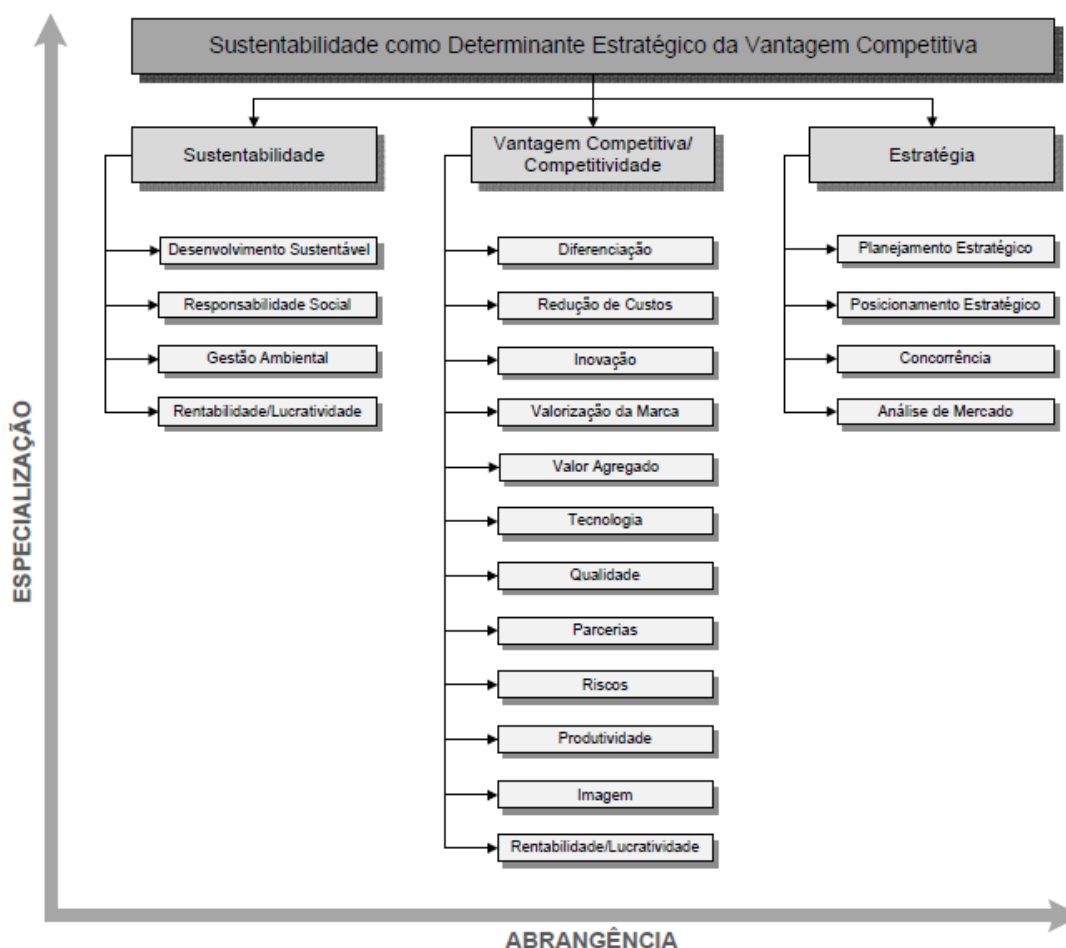 Sustentabilidade como Determinante Estratégico da Vantagem Competitiva
Sustentabilidade
Desenvolvimento Sustentável
Responsabilidade Social
Gestão Ambiental
Rentabilidade/Lucratividade
Vantagem Competitiva/
Competitividade
Diferenciação
Redução de Custos
Inovação
Valorização da Marca
Valor Agregado
Tecnologia
Qualidade
Parcerias
Riscos
Produtividade
Imagem
Rentabilidade/Lucratividade
Estratégia
Planejamento Estratégico
Posicionamento Estratégico
Concorrência
Análise de Mercado
ESPECIALIZAÇÃO
ABRANGÊNCIA